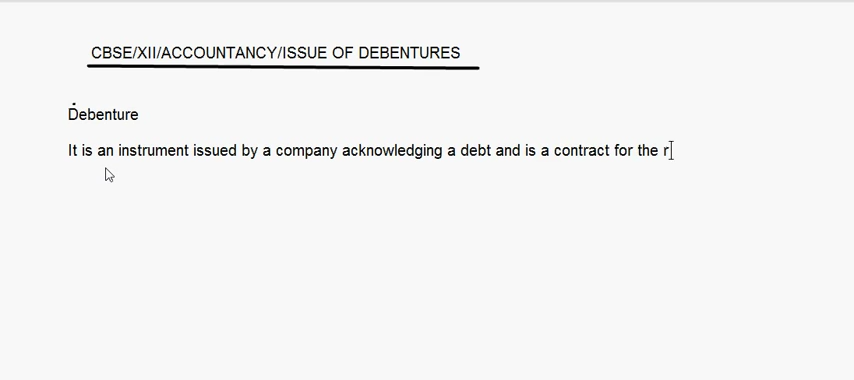 CBSE/XII/ACCOUNTANCY/ISSUE OF DEBENTURES
Debenture
It is an instrument issued by a company acknowledging a debt and is a contract for the r